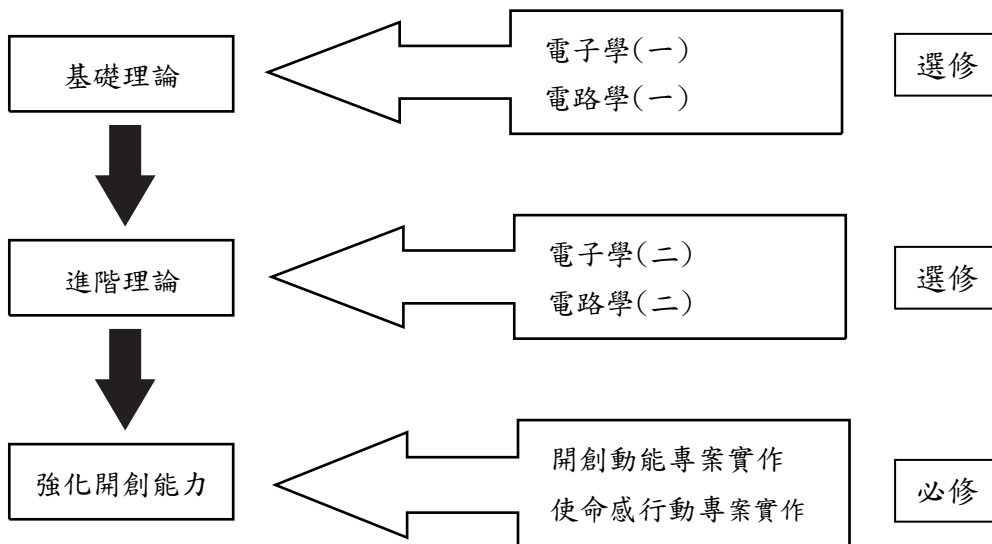 基礎理論
電子學(一)
電路學(一)
選修
進階理論
電子學(二)
電路學(二)
選修
強化開創能力
開創動能專案實作
使命感行動專案實作
必修